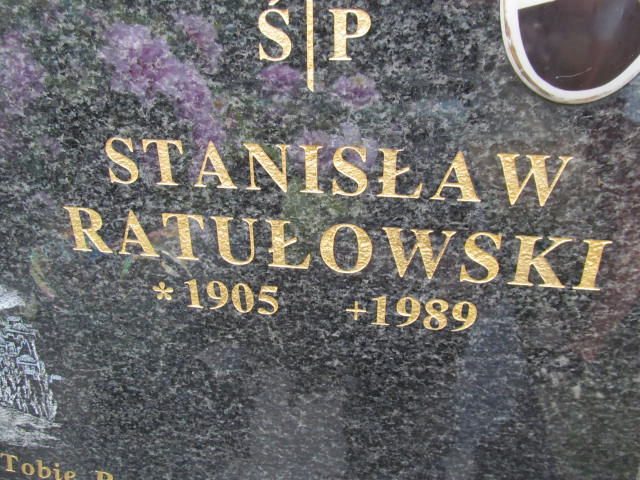 Ś P
STANISŁAW
RATUŁOWSKI
* 1905 +1989
Tobie